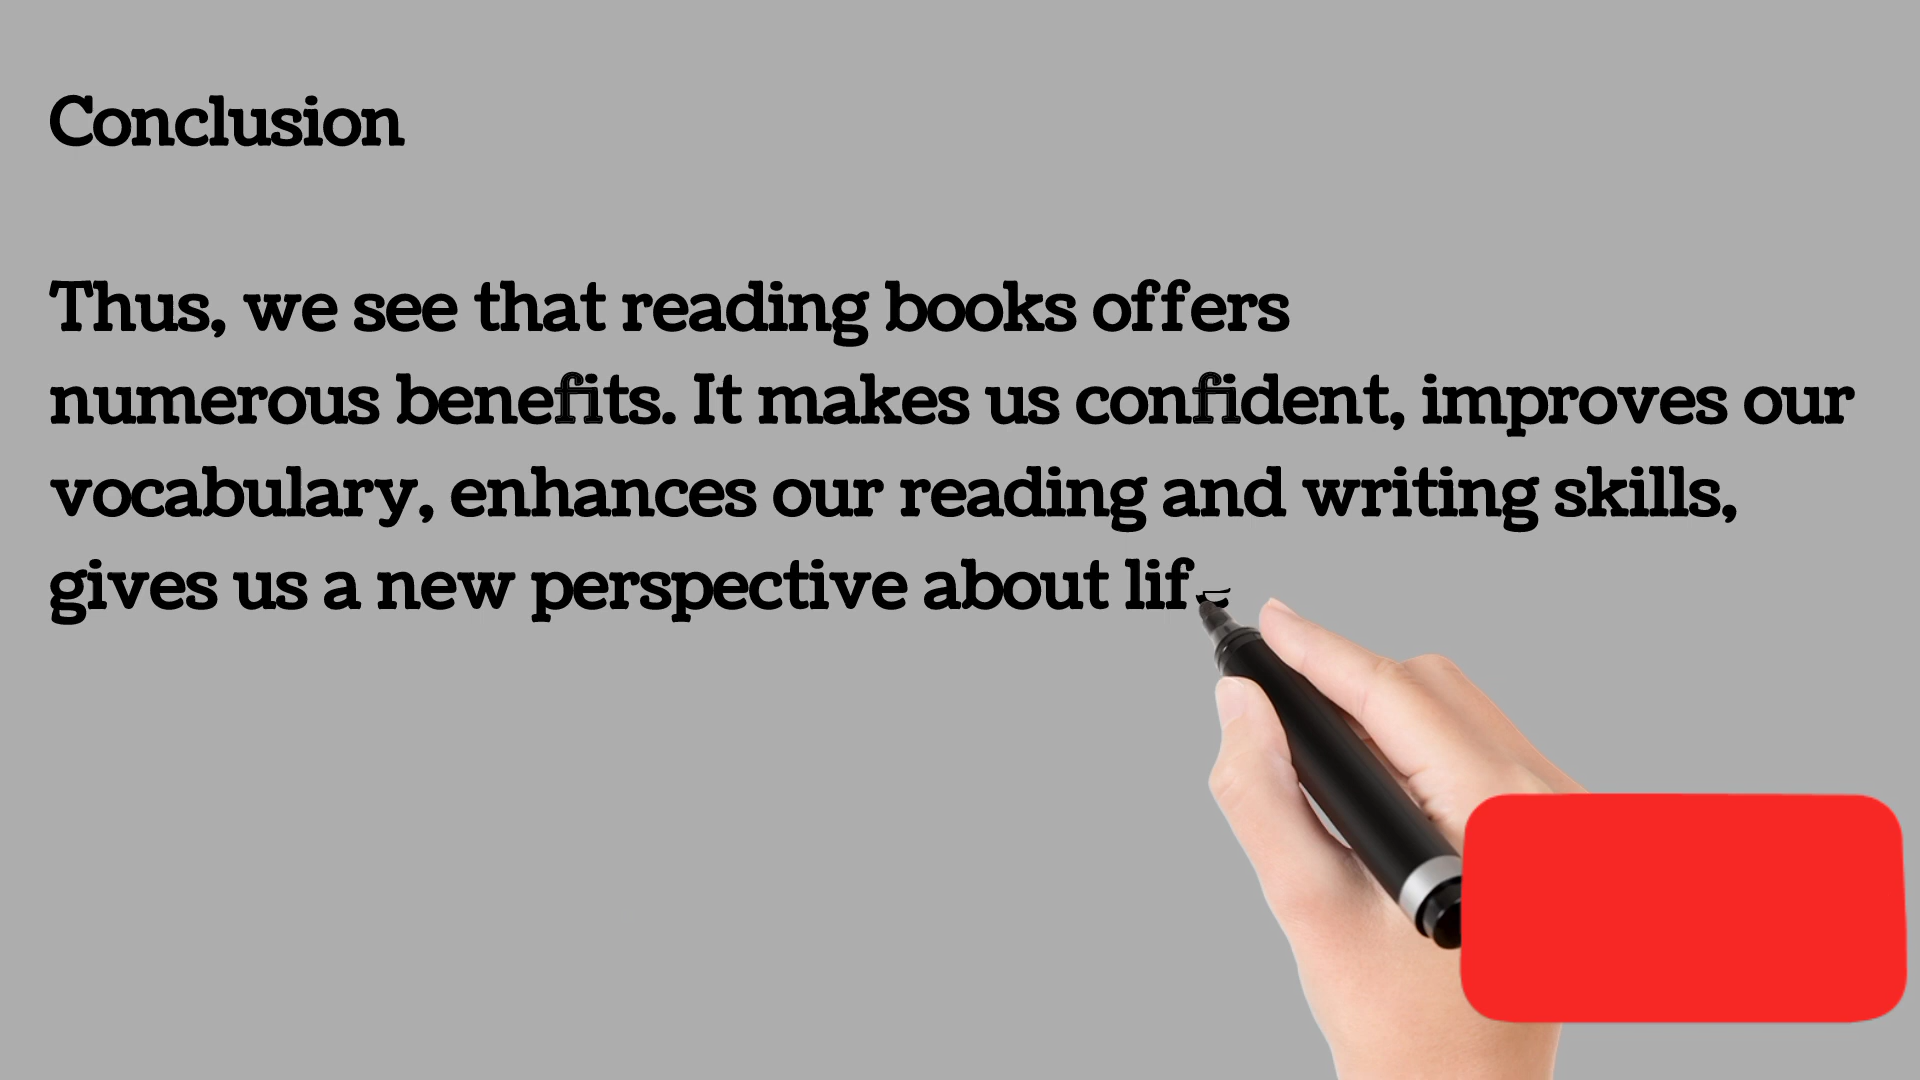 Conclusion
Thus, we see that reading books offers
numerous benefits. It makes us confident, improves our
vocabulary, enhances our reading and writing skills,
gives us a new perspective about